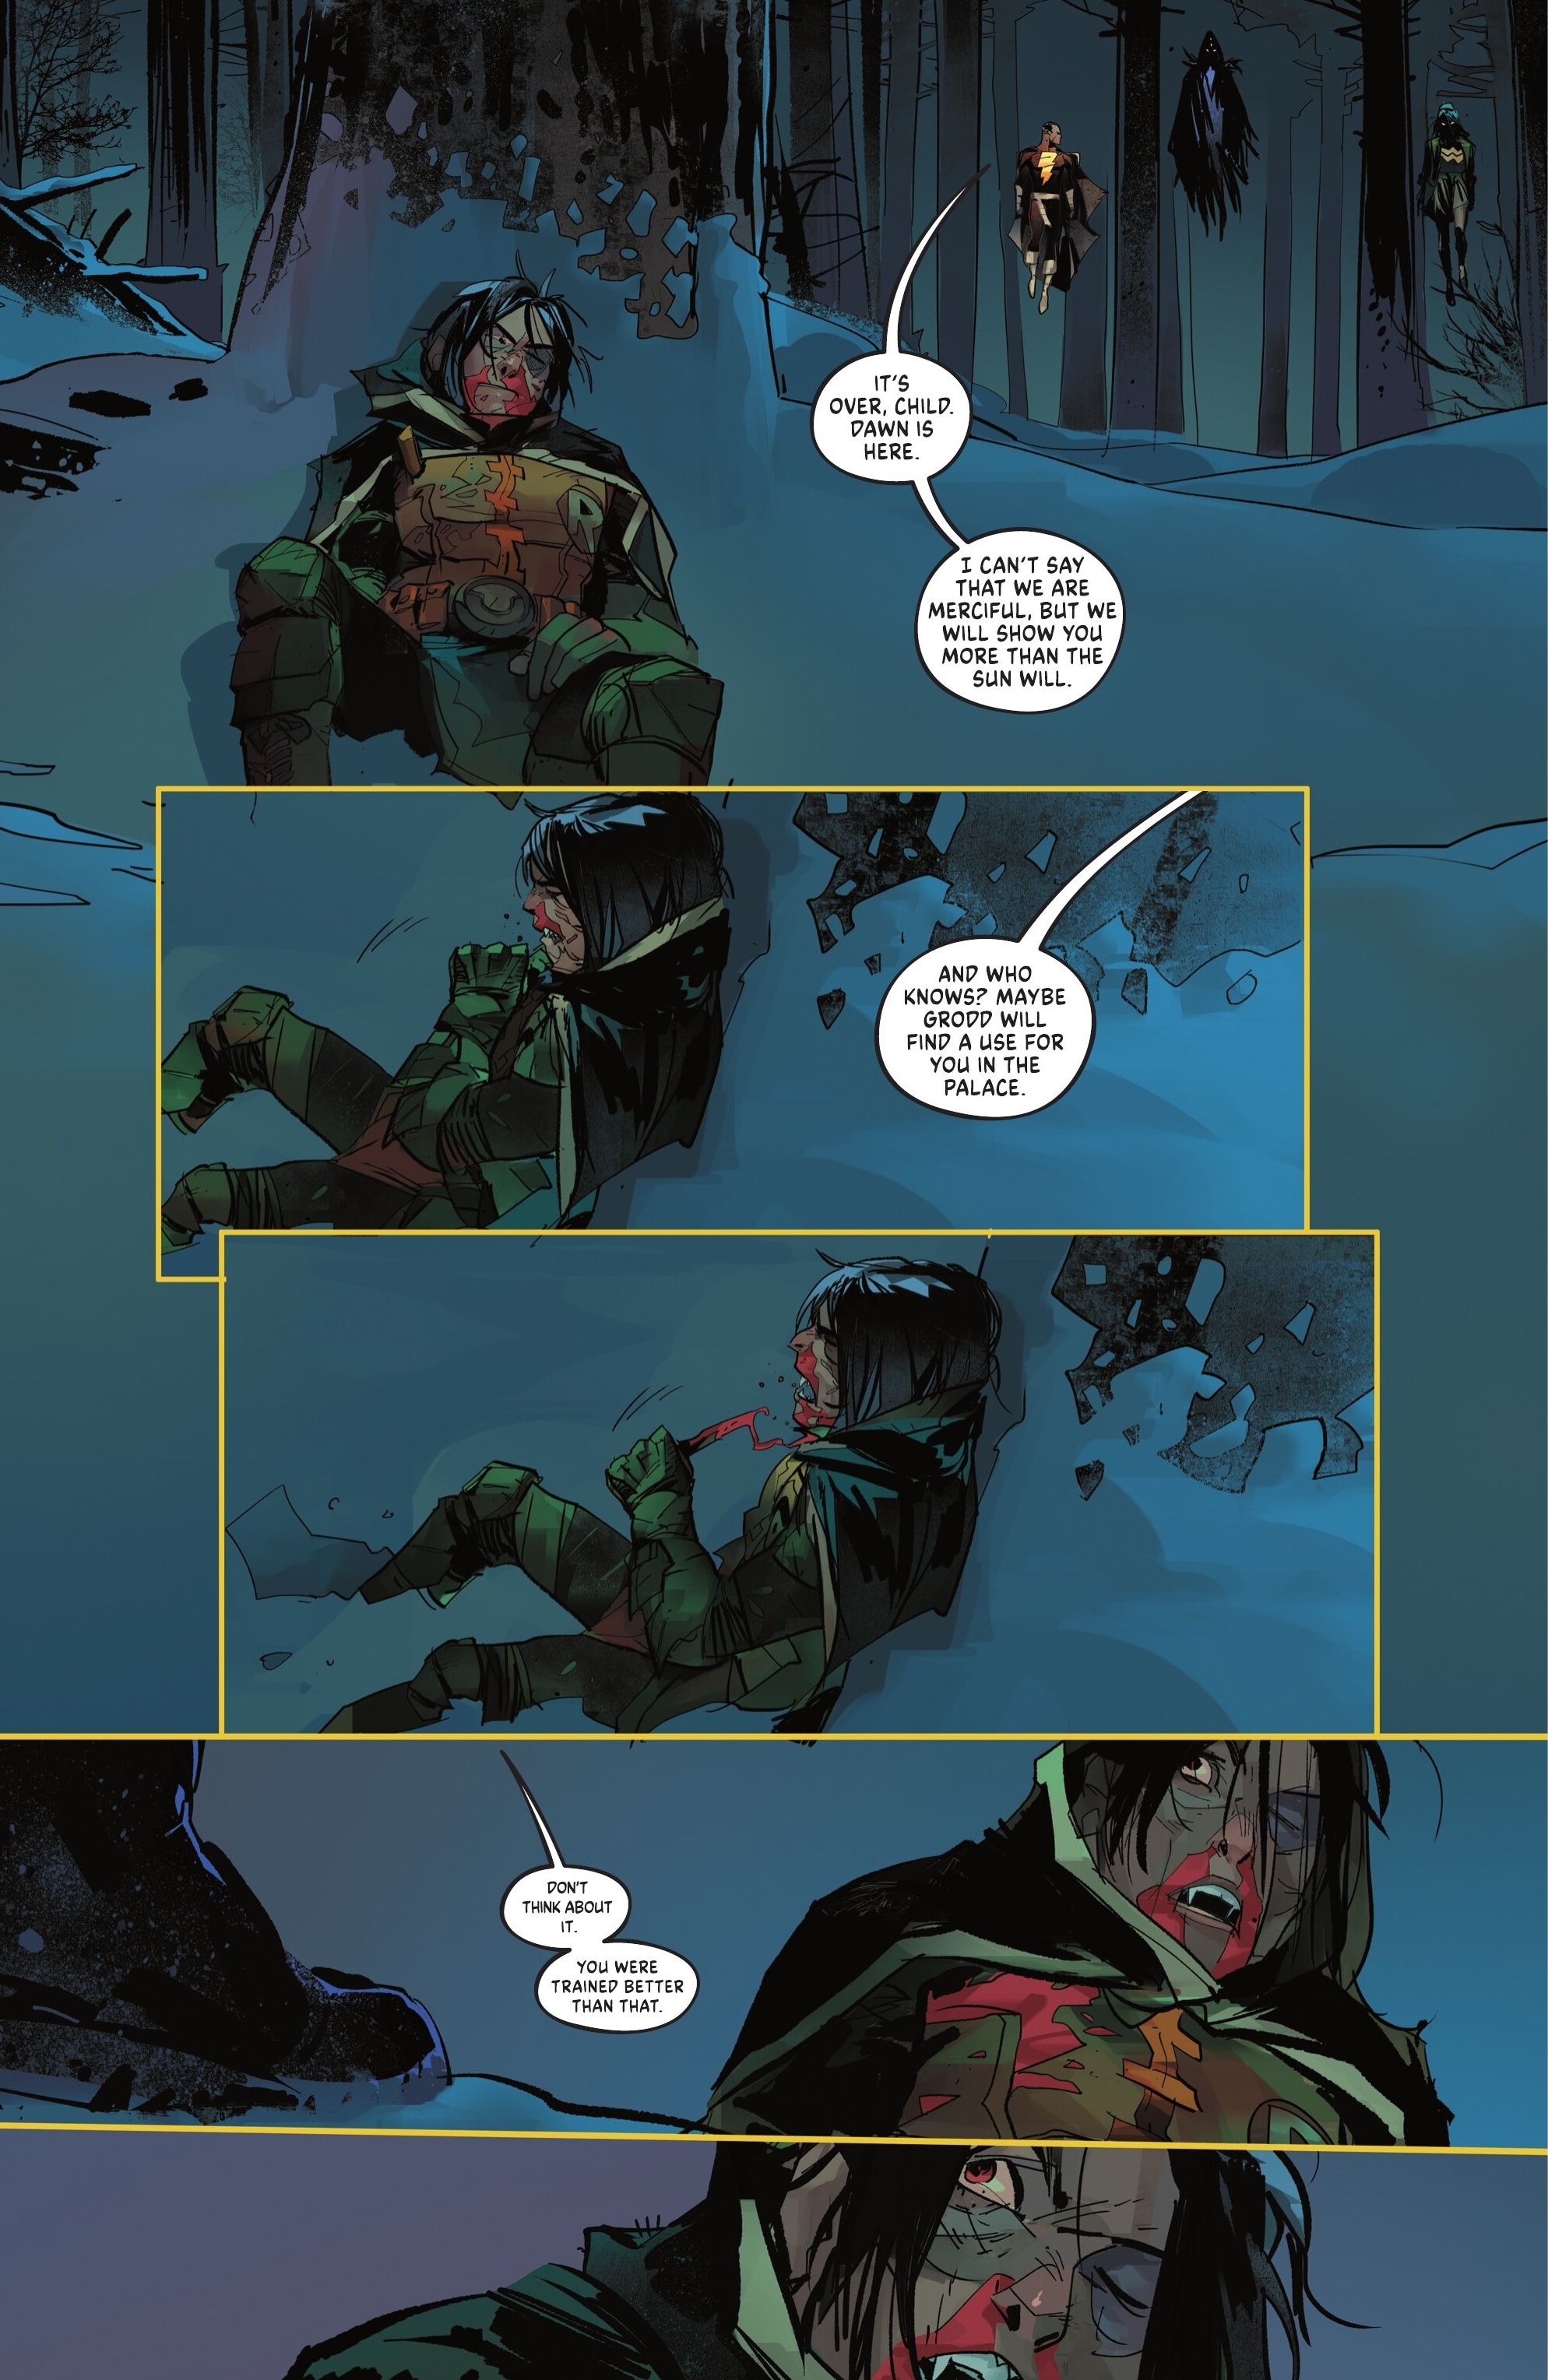 IT'S
OVER, CHILD.
DAWN IS
HERE.
I CAN'T SAY
THAT WE ARE
MERCIFUL, BUT WE
WILL SHOW YOU
MORE THAN THE
SUN WILL.
AND WHO
KNOWS? MAYBE
GRODD WILL
FIND A USE FOR
YOU IN THE
PALACE.
DON'T
THINK ABOUT
IT.
YOU WERE
TRAINED BETTER
THAN THAT.